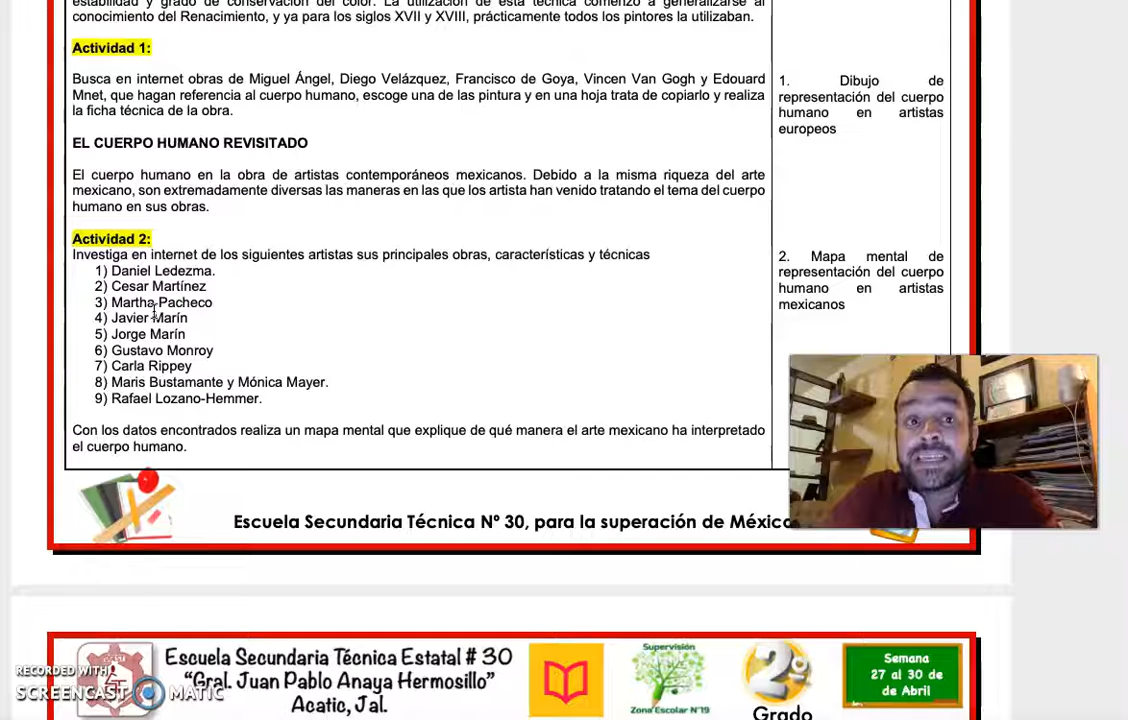 estabilidad y grado de conservación del color. La utilización de esta técnica comenzó a generalizarse al
conocimiento del Renacimiento, y ya para los siglos XVII y XVIII, prácticamente todos los pintores la utilizaban.
Actividad 1:
Busca en internet obras de Miguel Ángel, Diego Velázquez, Francisco de Goya, Vincen Van Gogh y Edouard
Mnet, que hagan referencia al cuerpo humano, escoge una de las pintura y en una hoja trata de copiarlo y realiza
la ficha técnica de la obra.
EL CUERPO HUMANO REVISITADO
El cuerpo humano en la obra de artistas contemporáneos mexicanos. Debido a la misma riqueza del arte
mexicano, son extremadamente diversas las maneras en las que los artista han venido tratando el tema del cuerpo
humano en sus obras.
Actividad 2:
Investiga en internet de los siguientes artistas sus principales obras, características y técnicas
1) Daniel Ledezma.
2) Cesar Martínez
3) Martha Pacheco
4) Javier Marín
5) Jorge Marín
6) Gustavo Monroy
7) Carla Rippey
8) Maris Bustamante y Mónica Mayer.
9) Rafael Lozano-Hemmer.
Con los datos encontrados realiza un mapa mental que explique de qué manera el arte mexicano ha interpretado
el cuerpo humano.
1. Dibujo de
representación del cuerpo
humano en artistas
europeos
2. Mapa mental de
representación del cuerpo
humano en artistas
mexicanos
Escuela Secundaria Técnica Nº 30, para la superación de Méxic
Escuela Secundaria Técnica Estatal # 30
"Gral. Juan Pablo Anaya Hermosillo"
Acatic, Jal.
Supervisión
Zona Escolar N°19
2º
Grado
Semana
27 al 30 de
de Abril
RECORDED WITH
SCREENCAST MATIC